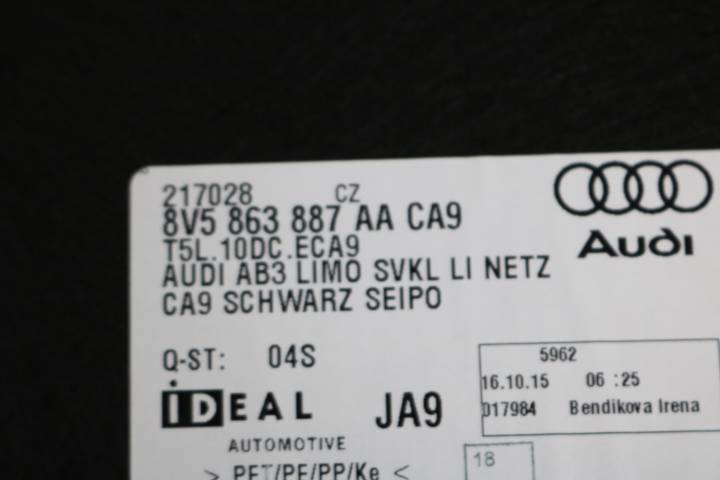 217028 CZ
8V5 863 887 AA CA9
T5L.10DC.ECA9
AUDI AB3 LIMO SVKL LI NETZ
CA9 SCHWARZ SEIPO
Audi
Q-ST: 04S
IDEAL
AUTOMOTIVE
JA9
5962
16.10.15 06 :25
017984 Bendikova Irena
> PET/PE/PP/Ke <
18